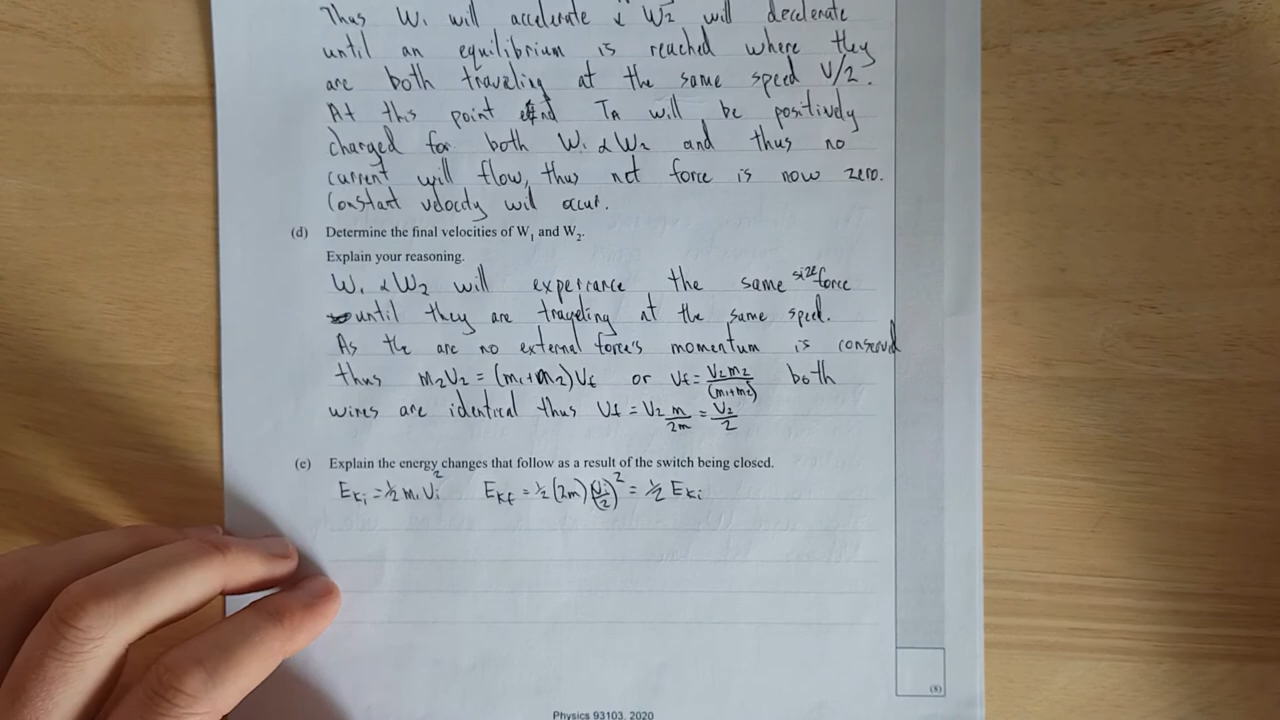 Thus W₁ will accelerate & W₂ will decelerate
until an equilibrium is reached where they
are both traveling at the same speed V/2.
At this point end TA will be positively
charged for both W₁ & W₂ and thus no
current will flow, thus net force is now zero.
Constant velocity will occur.
(d) Determine the final velocities of W₁ and W₂.
Explain your reasoning.
W₁ & W₂ will experrance the same size force
until they are traveling at the same speed.
As the are no external force's momentum is conserved
thus m₂V₂ = (m₁+m₂)Vf or Vf = V₂m₂/(m₁+m₂) both
wires are identical thus Vf = V₂ m/2m = V₂/2
(e) Explain the energy changes that follow as a result of the switch being closed.
EKi = ½ m₁ Vi² EKf = ½ (2m) (Vi/2)² = ½ EKi
(8)
Physics 93103, 2020